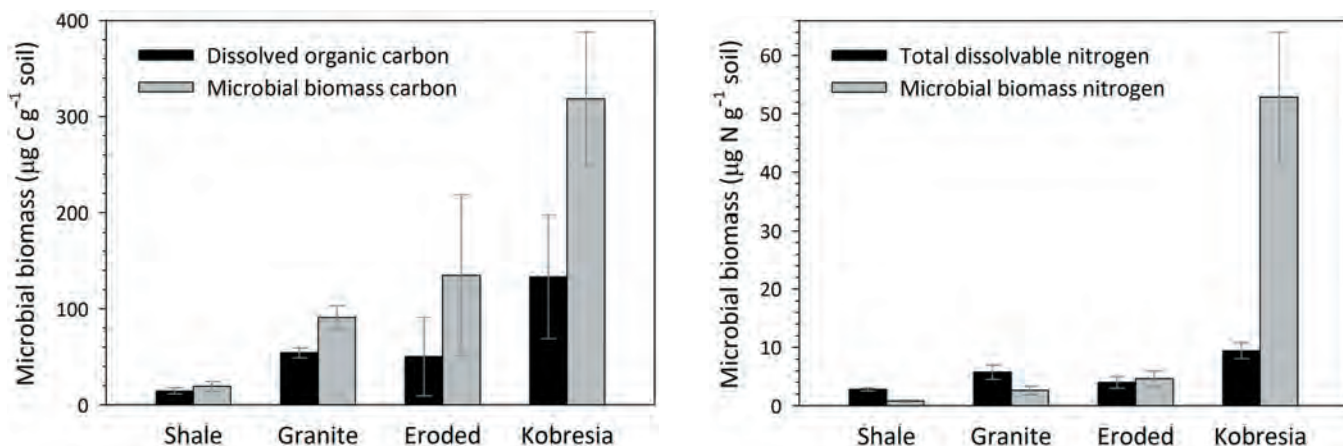 Microbial biomass (µg C g⁻¹ soil)
400
300
200
100
0
Dissolved organic carbon
Microbial biomass carbon
Shale Granite Eroded Kobresia
Microbial biomass (µg N g⁻¹ soil)
60
50
40
30
20
10
0
Total dissolvable nitrogen
Microbial biomass nitrogen
Shale Granite Eroded Kobresia